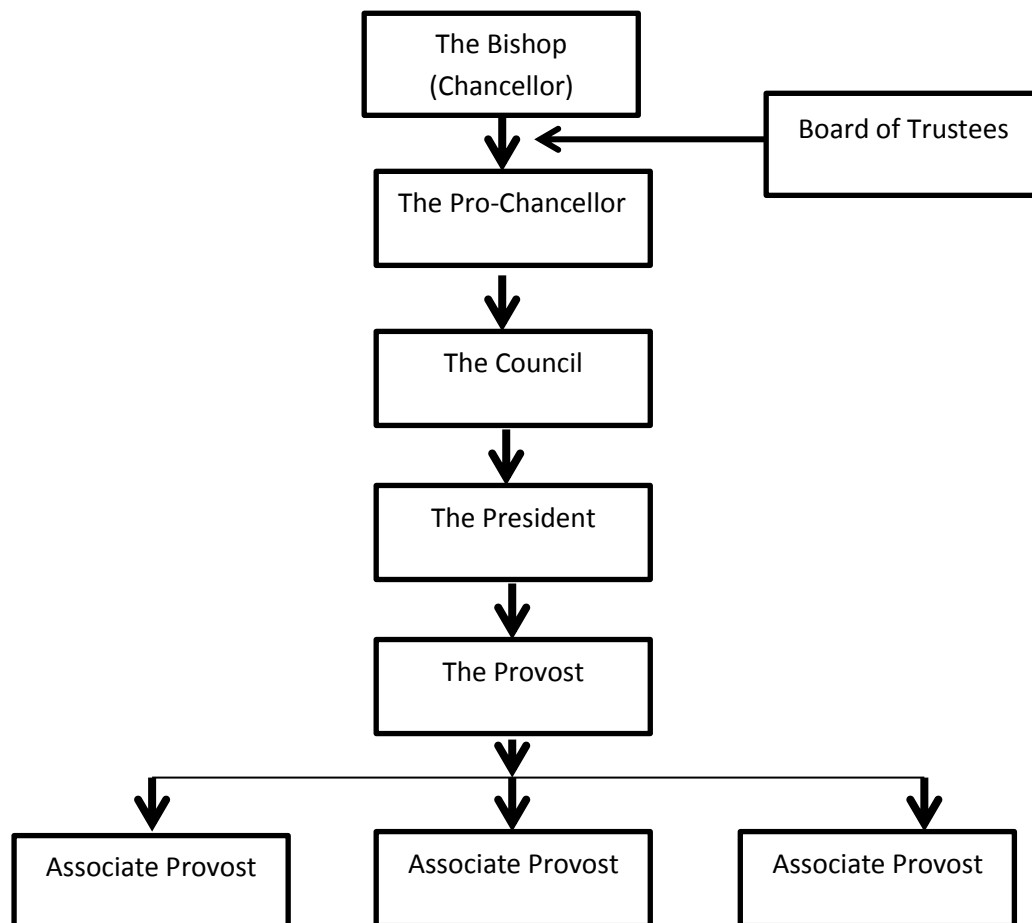 The Bishop
(Chancellor)
Board of Trustees
The Pro-Chancellor
The Council
The President
The Provost
Associate Provost
Associate Provost
Associate Provost